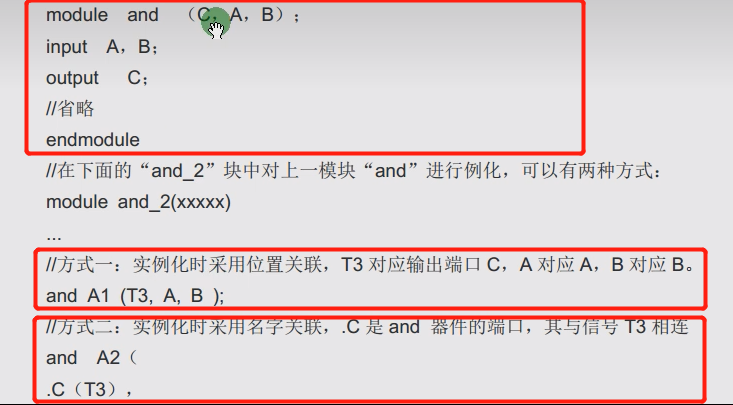 module and （C，A，B）；
input A，B；
output C；
//省略
endmodule
//在下面的“and_2”块中对上一模块“and”进行例化，可以有两种方式：
module and_2(xxxxx)
...
//方式一：实例化时采用位置关联，T3 对应输出端口 C，A 对应 A，B 对应 B。
and A1 (T3, A, B );
//方式二：实例化时采用名字关联，.C 是 and 器件的端口，其与信号 T3 相连
and A2（
.C（T3），